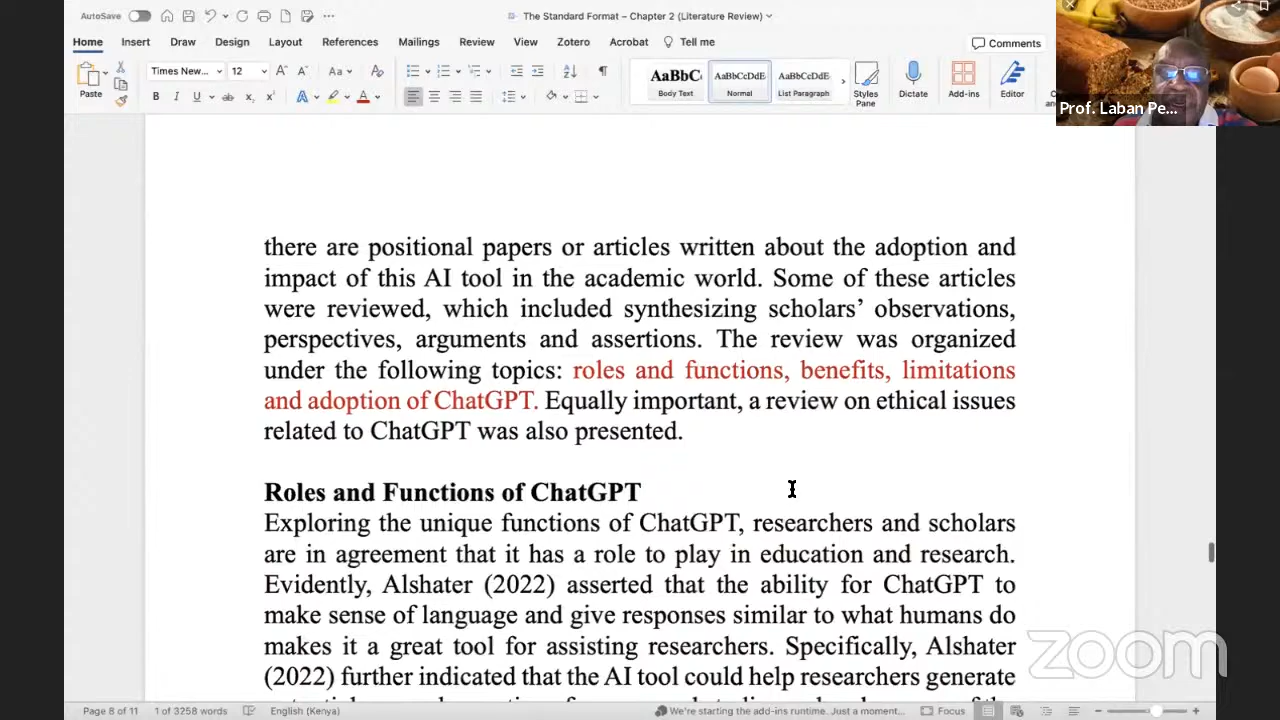 AutoSave
The Standard Format – Chapter 2 (Literature Review)
Home Insert Draw Design Layout References Mailings Review View Zotero Acrobat Tell me
Comments
Paste
Times New... 12
AaBbC AaBbCcDdE AaBbCcDdE
Body Text Normal List Paragraph
Styles Pane
Dictate
Add-ins
Editor
Prof. Laban Pe...
there are positional papers or articles written about the adoption and
impact of this AI tool in the academic world. Some of these articles
were reviewed, which included synthesizing scholars’ observations,
perspectives, arguments and assertions. The review was organized
under the following topics: roles and functions, benefits, limitations
and adoption of ChatGPT. Equally important, a review on ethical issues
related to ChatGPT was also presented.
Roles and Functions of ChatGPT
Exploring the unique functions of ChatGPT, researchers and scholars
are in agreement that it has a role to play in education and research.
Evidently, Alshater (2022) asserted that the ability for ChatGPT to
make sense of language and give responses similar to what humans do
makes it a great tool for assisting researchers. Specifically, Alshater
(2022) further indicated that the AI tool could help researchers generate
zoom
Page 8 of 11 1 of 3258 words English (Kenya) We're starting the add-ins runtime. Just a moment... Focus